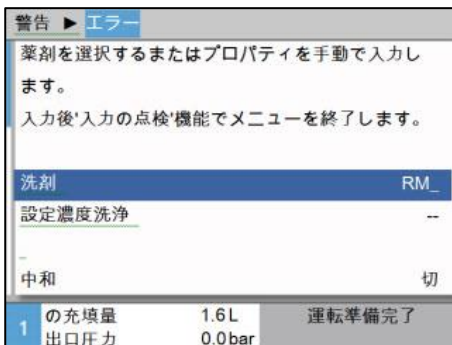 警告 ▶ エラー
薬剤を選択するまたはプロパティを手動で入力し
ます。
入力後'入力の点検'機能でメニューを終了します。
洗剤 RM_
設定濃度洗浄 --
_
中和 切
1 の充填量 1.6 L 運転準備完了
出口圧力 0.0 bar